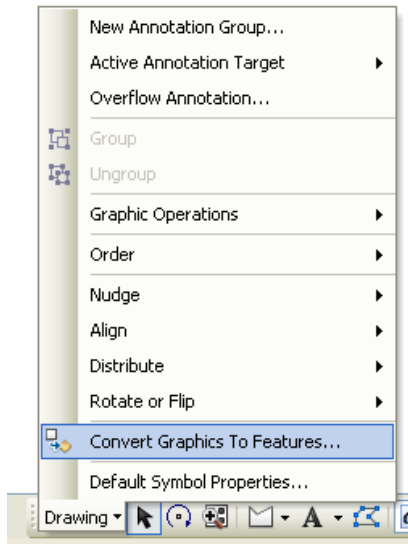 New Annotation Group...
Active Annotation Target
Overflow Annotation...
Group
Ungroup
Graphic Operations
Order
Nudge
Align
Distribute
Rotate or Flip
Convert Graphics To Features...
Default Symbol Properties...
Drawing A